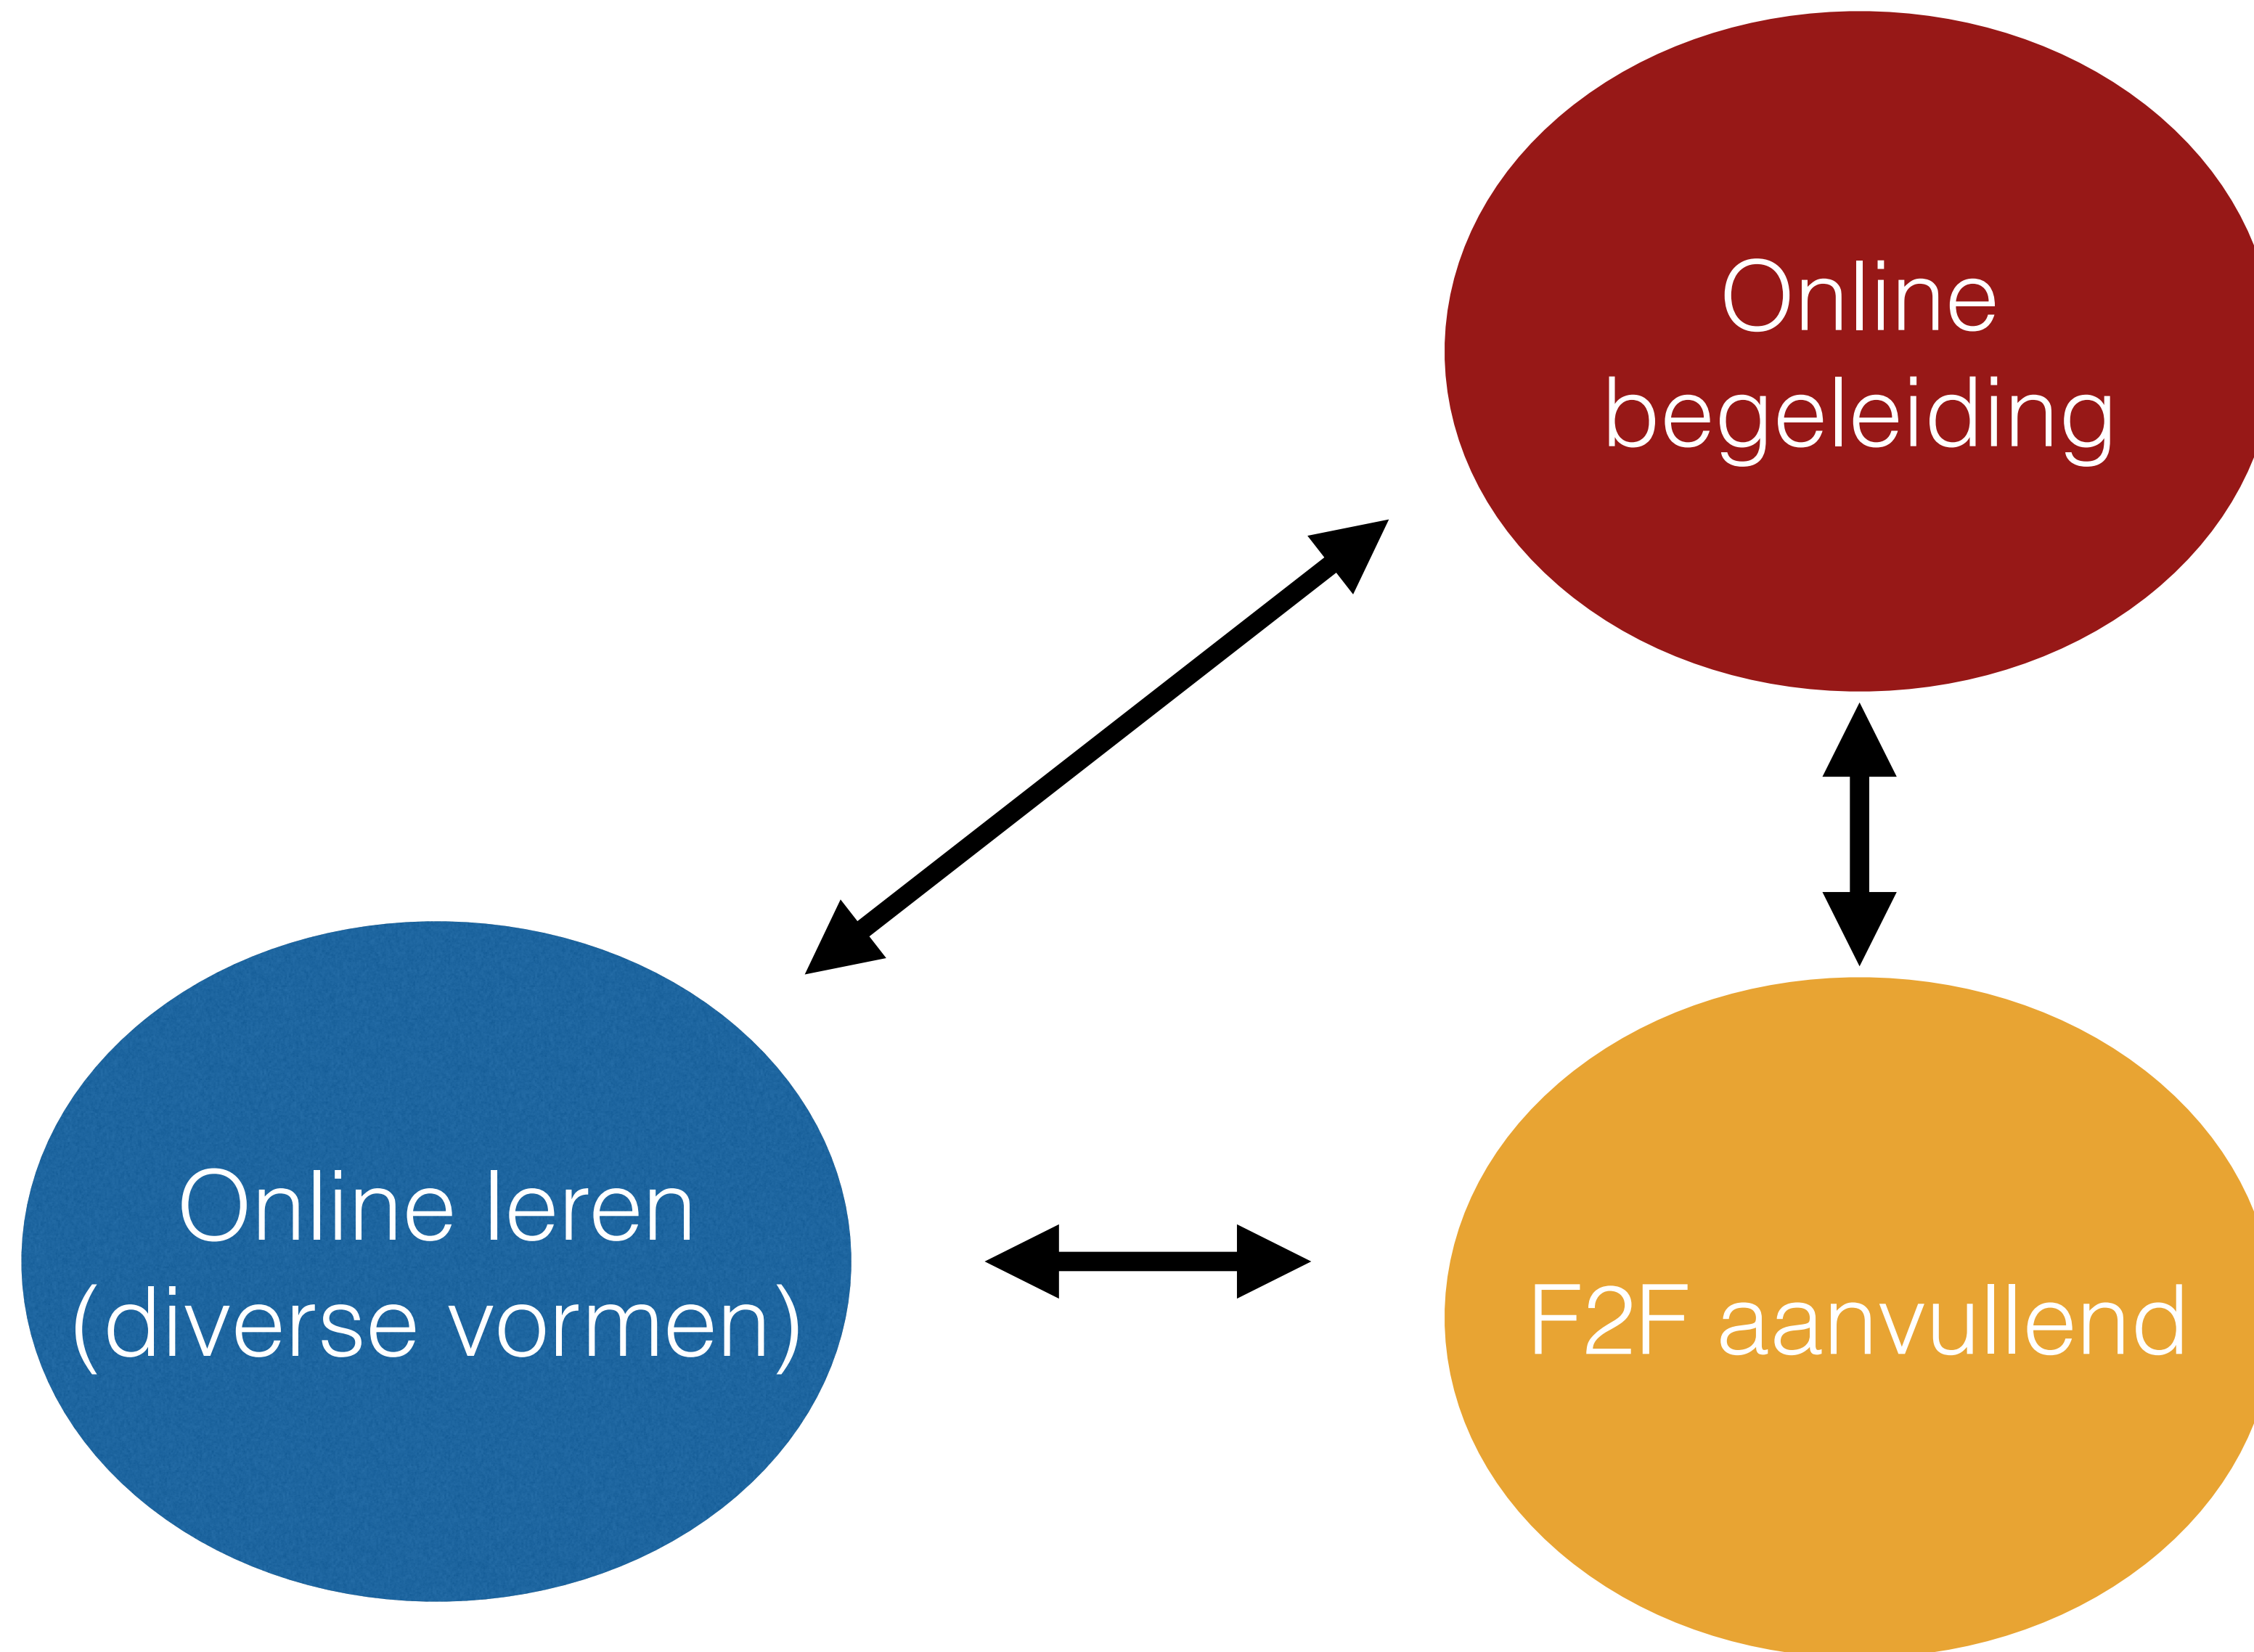 Online
begeleiding
Online leren
(diverse vormen)
F2F aanvullend